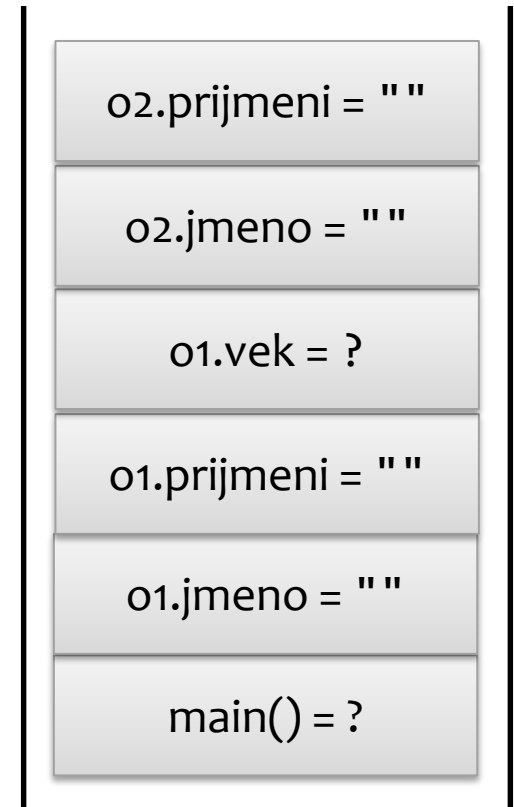 o2.prijmeni = ""
o2.jmeno = ""
o1.vek = ?
o1.prijmeni = ""
o1.jmeno = ""
main() = ?